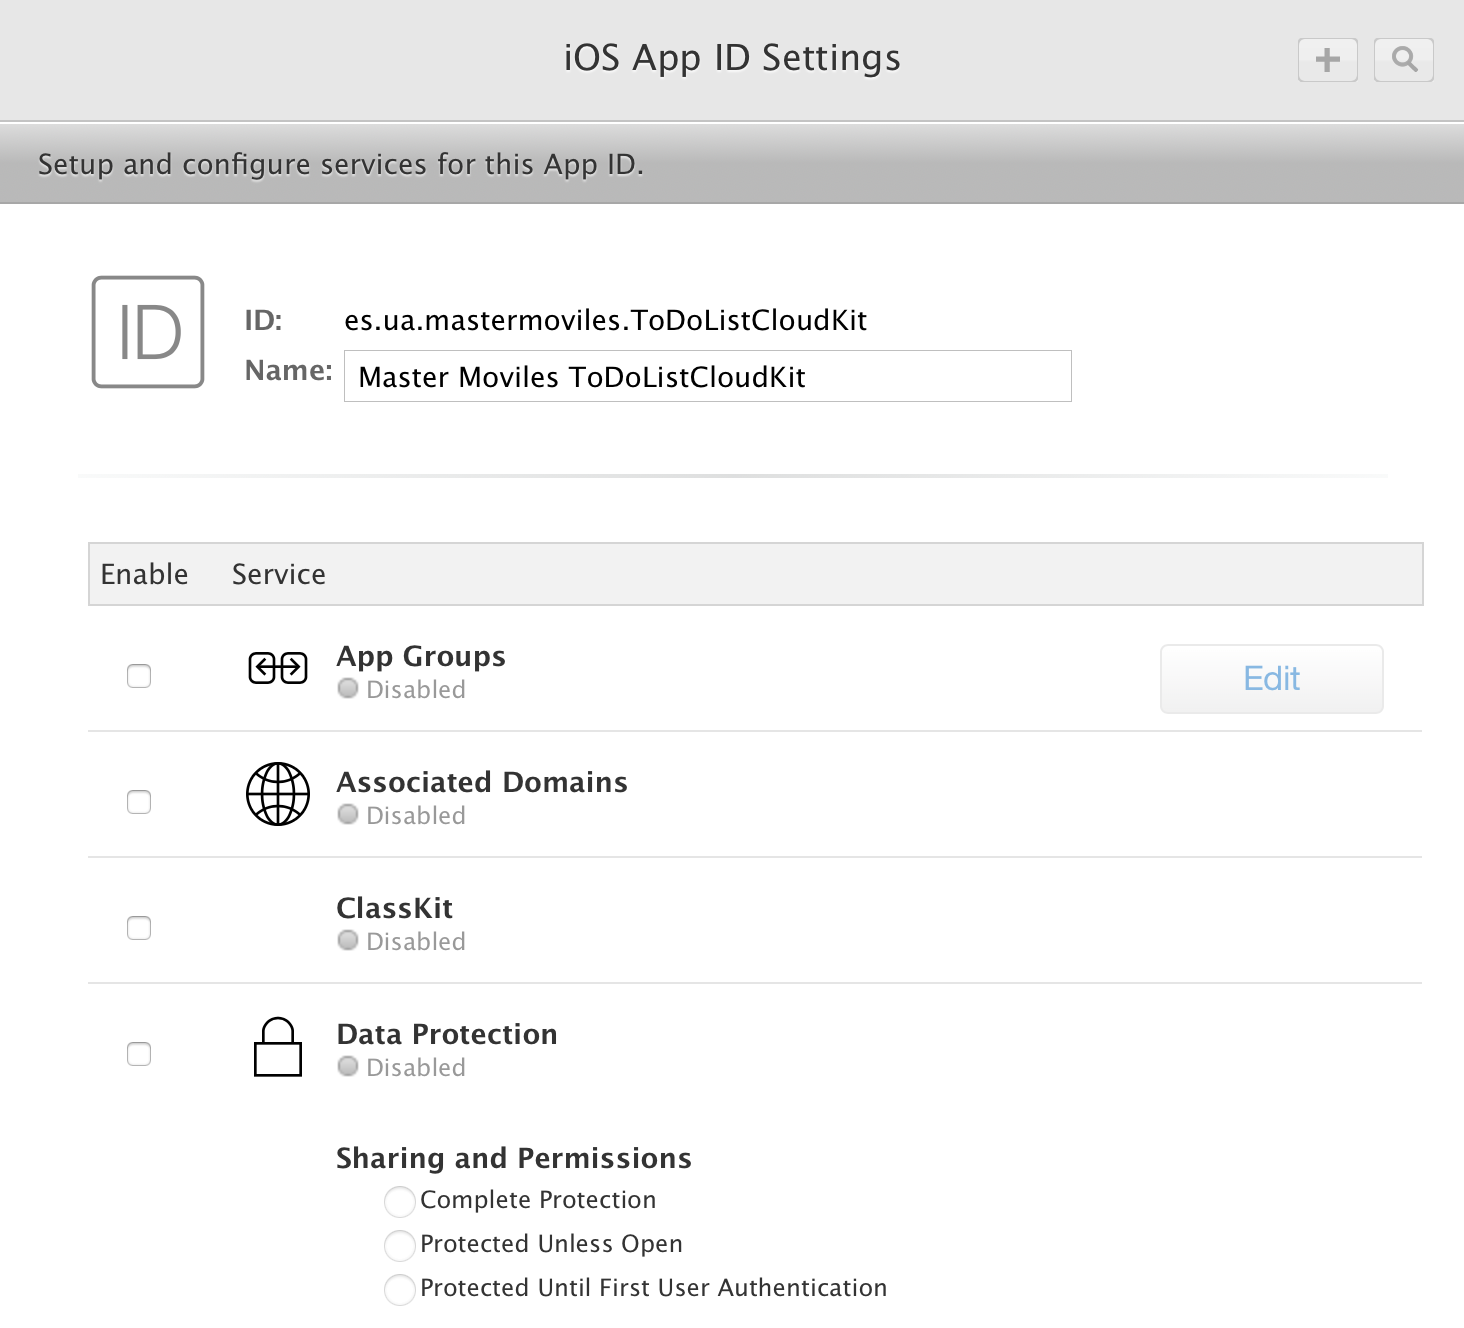 iOS App ID Settings
Setup and configure services for this App ID.
ID
ID: es.ua.mastermoviles.ToDoListCloudKit
Name: Master Moviles ToDoListCloudKit
Enable Service
App Groups
Disabled
Edit
Associated Domains
Disabled
ClassKit
Disabled
Data Protection
Disabled
Sharing and Permissions
Complete Protection
Protected Unless Open
Protected Until First User Authentication